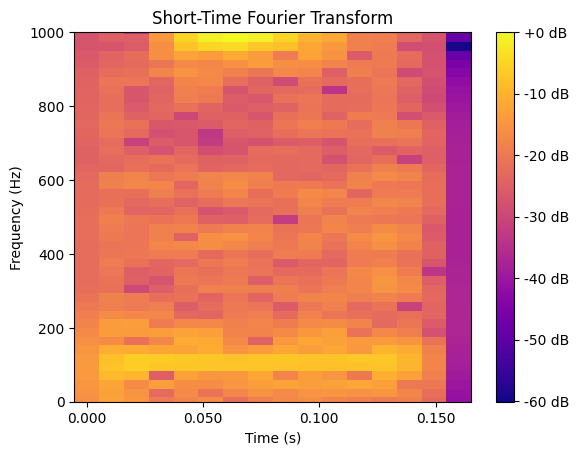 Short-Time Fourier Transform
Frequency (Hz)
1000
800
600
400
200
0
0.000
0.050
0.100
0.150
Time (s)
+0 dB
-10 dB
-20 dB
-30 dB
-40 dB
-50 dB
-60 dB